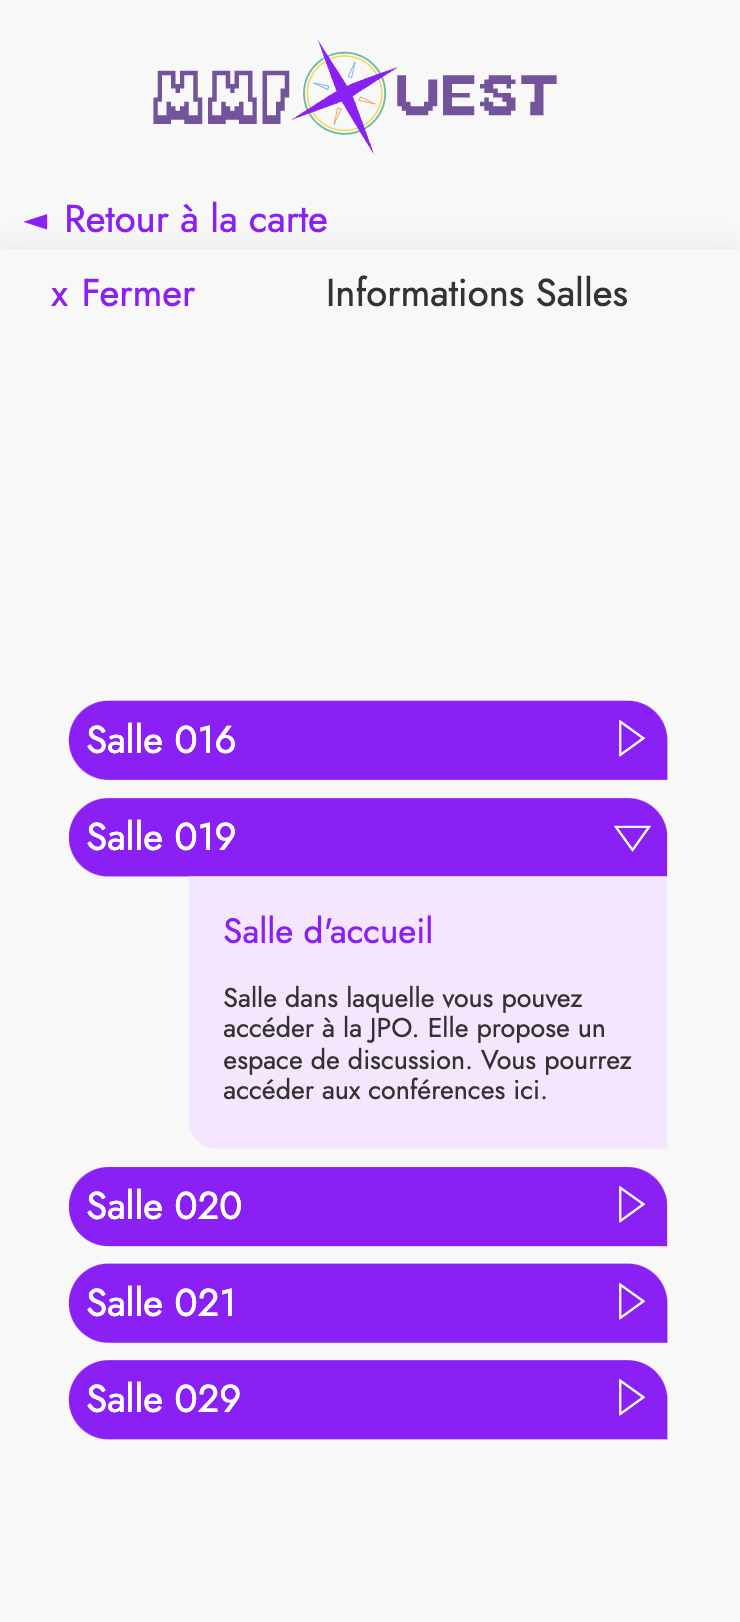 MMI QUEST
◄ Retour à la carte
x Fermer
Informations Salles
Salle 016
Salle 019
Salle d'accueil
Salle dans laquelle vous pouvez
accéder à la JPO. Elle propose un
espace de discussion. Vous pourrez
accéder aux conférences ici.
Salle 020
Salle 021
Salle 029